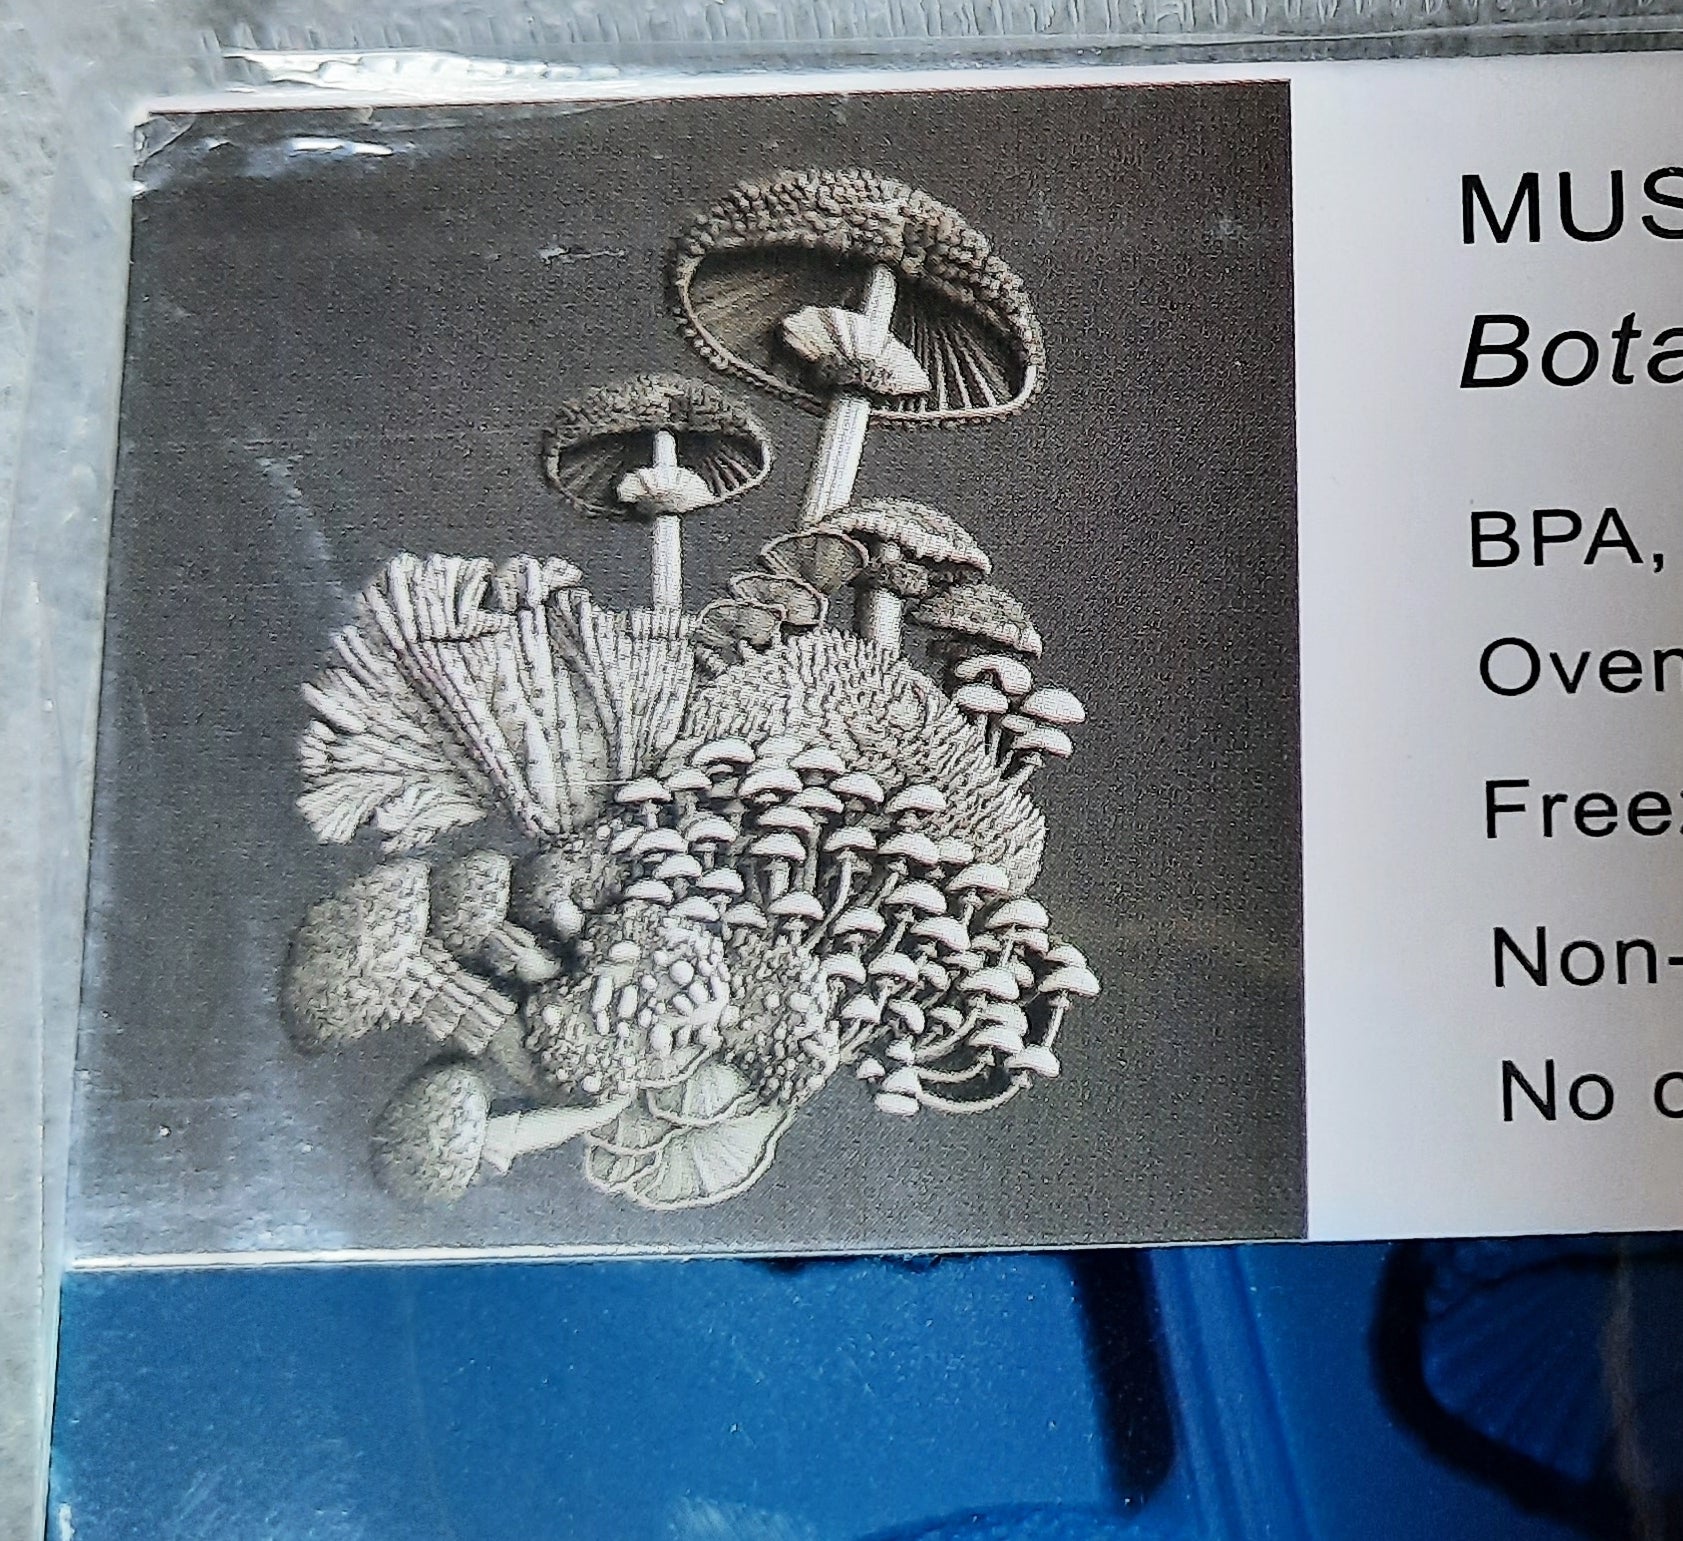 MUS
Bota
BPA,
Oven
Free
Non-
No